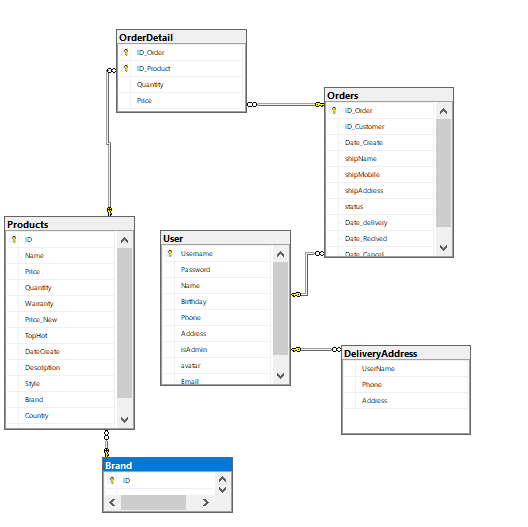 OrderDetail
ID_Order
ID_Product
Quantity
Price
Orders
ID_Order
ID_Customer
Date_Create
shipName
shipMobile
shipAddress
status
Date_delivery
Date_Recived
Date_Cancel
Products
ID
Name
Price
Quantity
Warranty
Price_New
TopHot
DateCreate
Description
Style
Brand
Country
User
Username
Password
Name
Birthday
Phone
Address
isAdmin
avatar
Email
DeliveryAddress
UserName
Phone
Address
Brand
ID